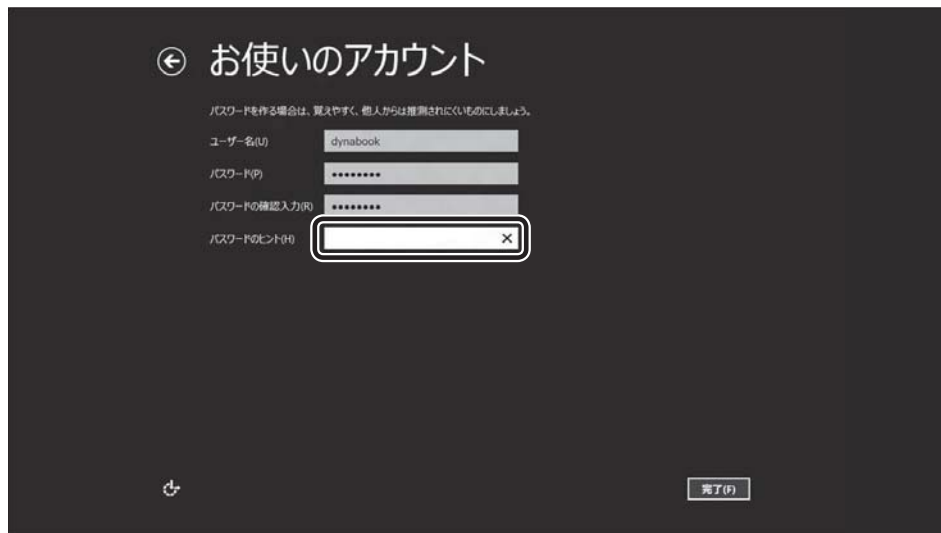 お使いのアカウント
パスワードを作る場合は、覚えやすく、他人からは推測されにくいものにしましょう。
ユーザー名(U)
dynabook
パスワード(P)
••••••••
パスワードの確認入力(R)
••••••••
パスワードのヒント(H)
完了(F)